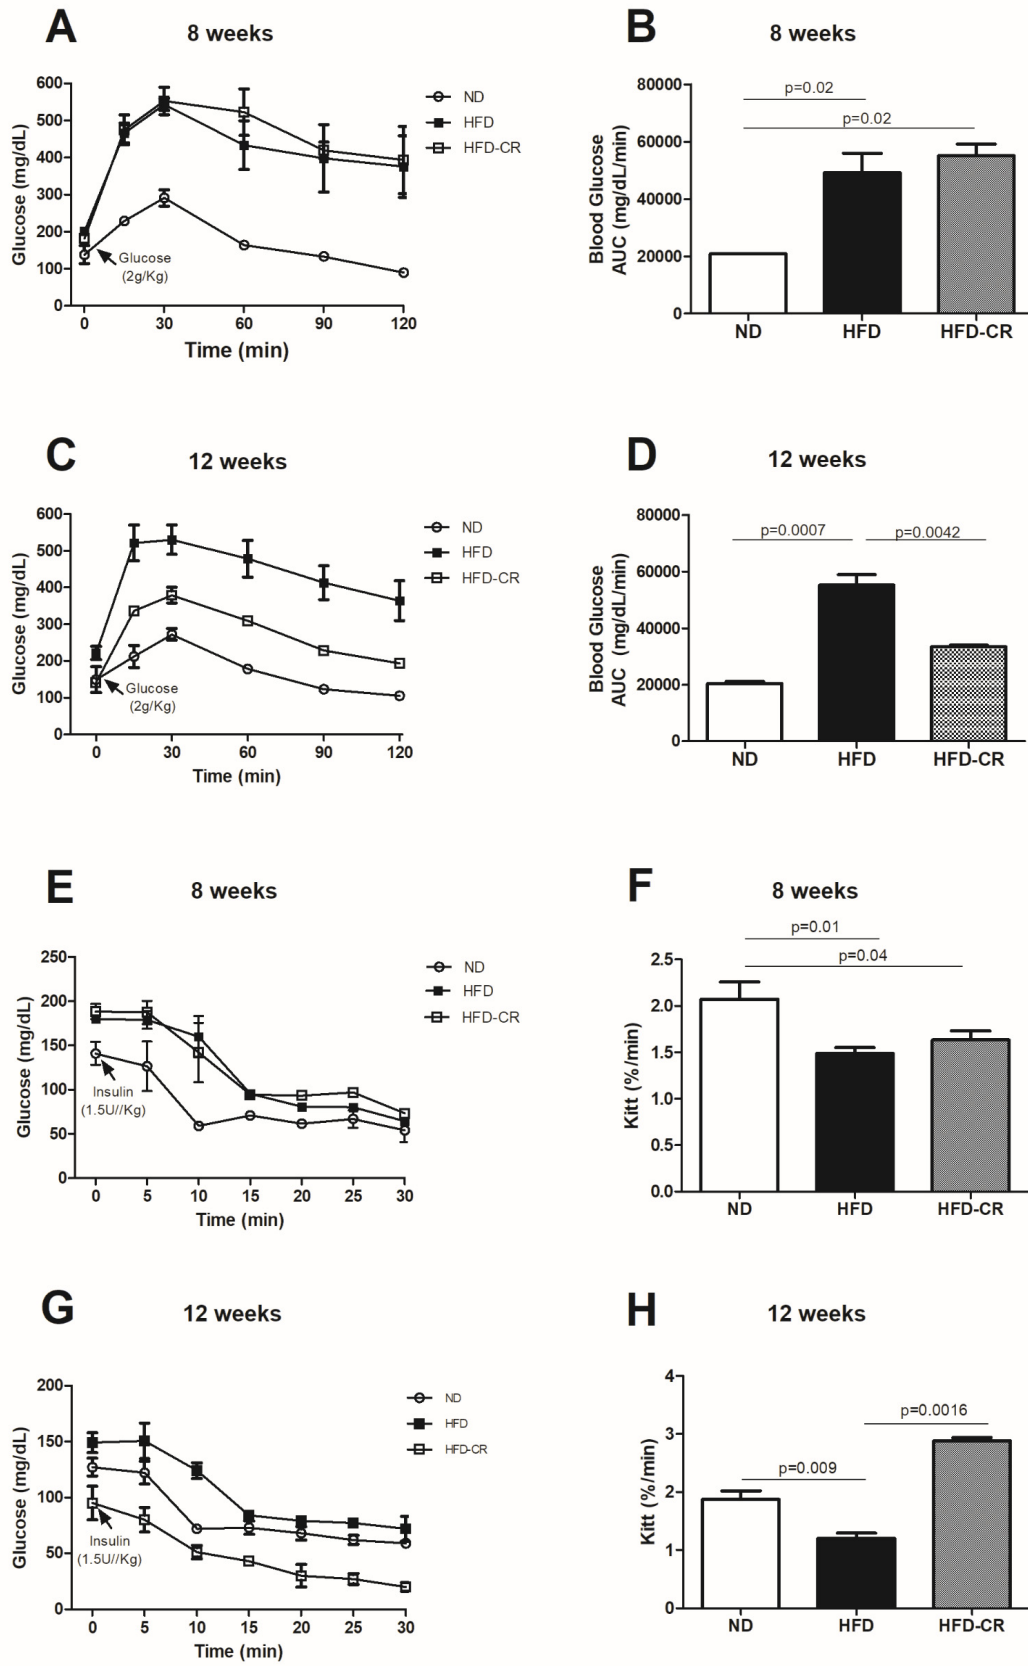 A
8 weeks
Glucose (mg/dL)
600
500
400
300
200
100
0
ND
HFD
HFD-CR
Glucose
(2g/Kg)
0
30
60
90
120
Time (min)
B
8 weeks
Blood Glucose
AUC (mg/dL/min)
80000
60000
40000
20000
0
p=0.02
p=0.02
ND
HFD
HFD-CR
C
12 weeks
Glucose (mg/dL)
600
500
400
300
200
100
0
ND
HFD
HFD-CR
Glucose
(2g/Kg)
0
30
60
90
120
Time (min)
D
12 weeks
Blood Glucose
AUC (mg/dL/min)
80000
60000
40000
20000
0
p=0.0007
p=0.0042
ND
HFD
HFD-CR
E
8 weeks
Glucose (mg/dL)
250
200
150
100
50
0
ND
HFD
HFD-CR
Insulin
(1.5U//Kg)
0
5
10
15
20
25
30
Time (min)
F
8 weeks
Kitt (%/min)
2.5
2.0
1.5
1.0
0.5
0.0
p=0.01
p=0.04
ND
HFD
HFD-CR
G
12 weeks
Glucose (mg/dL)
200
150
100
50
0
ND
HFD
HFD-CR
Insulin
(1.5U//Kg)
0
5
10
15
20
25
30
Time (min)
H
12 weeks
Kitt (%/min)
4
3
2
1
0
p=0.009
p=0.0016
ND
HFD
HFD-CR